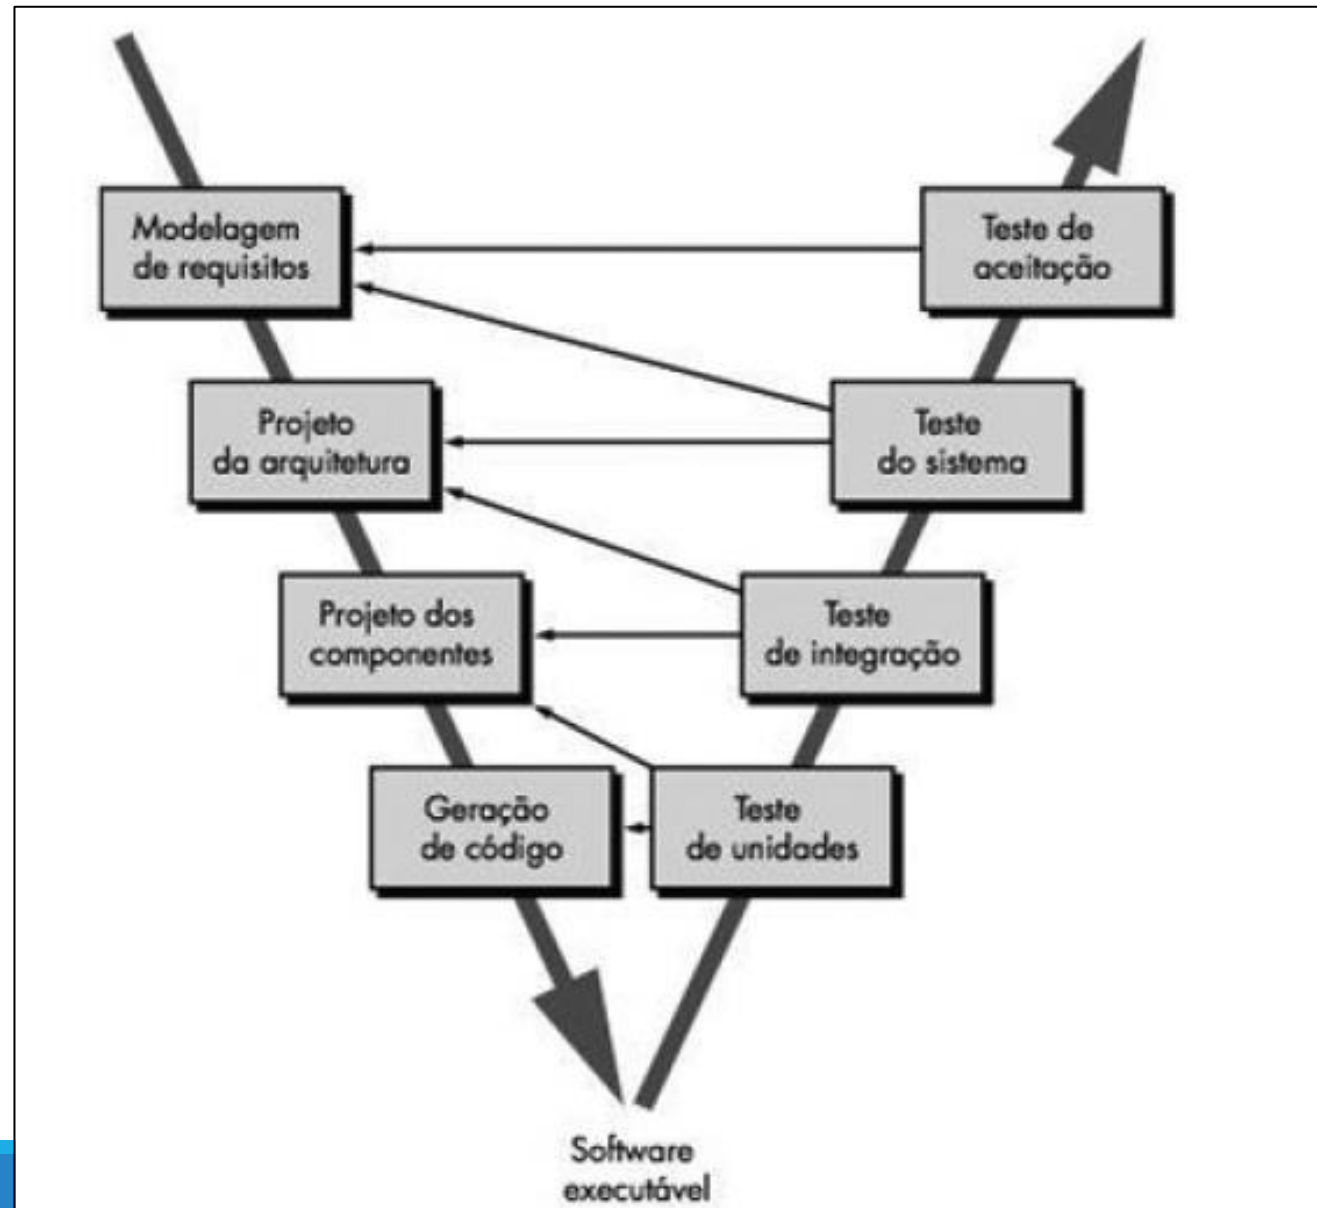 Modelagem
de requisitos
Teste de
aceitação
Projeto
da arquitetura
Teste
do sistema
Projeto dos
componentes
Teste
de integração
Geração
de código
Teste
de unidades
Software
executável